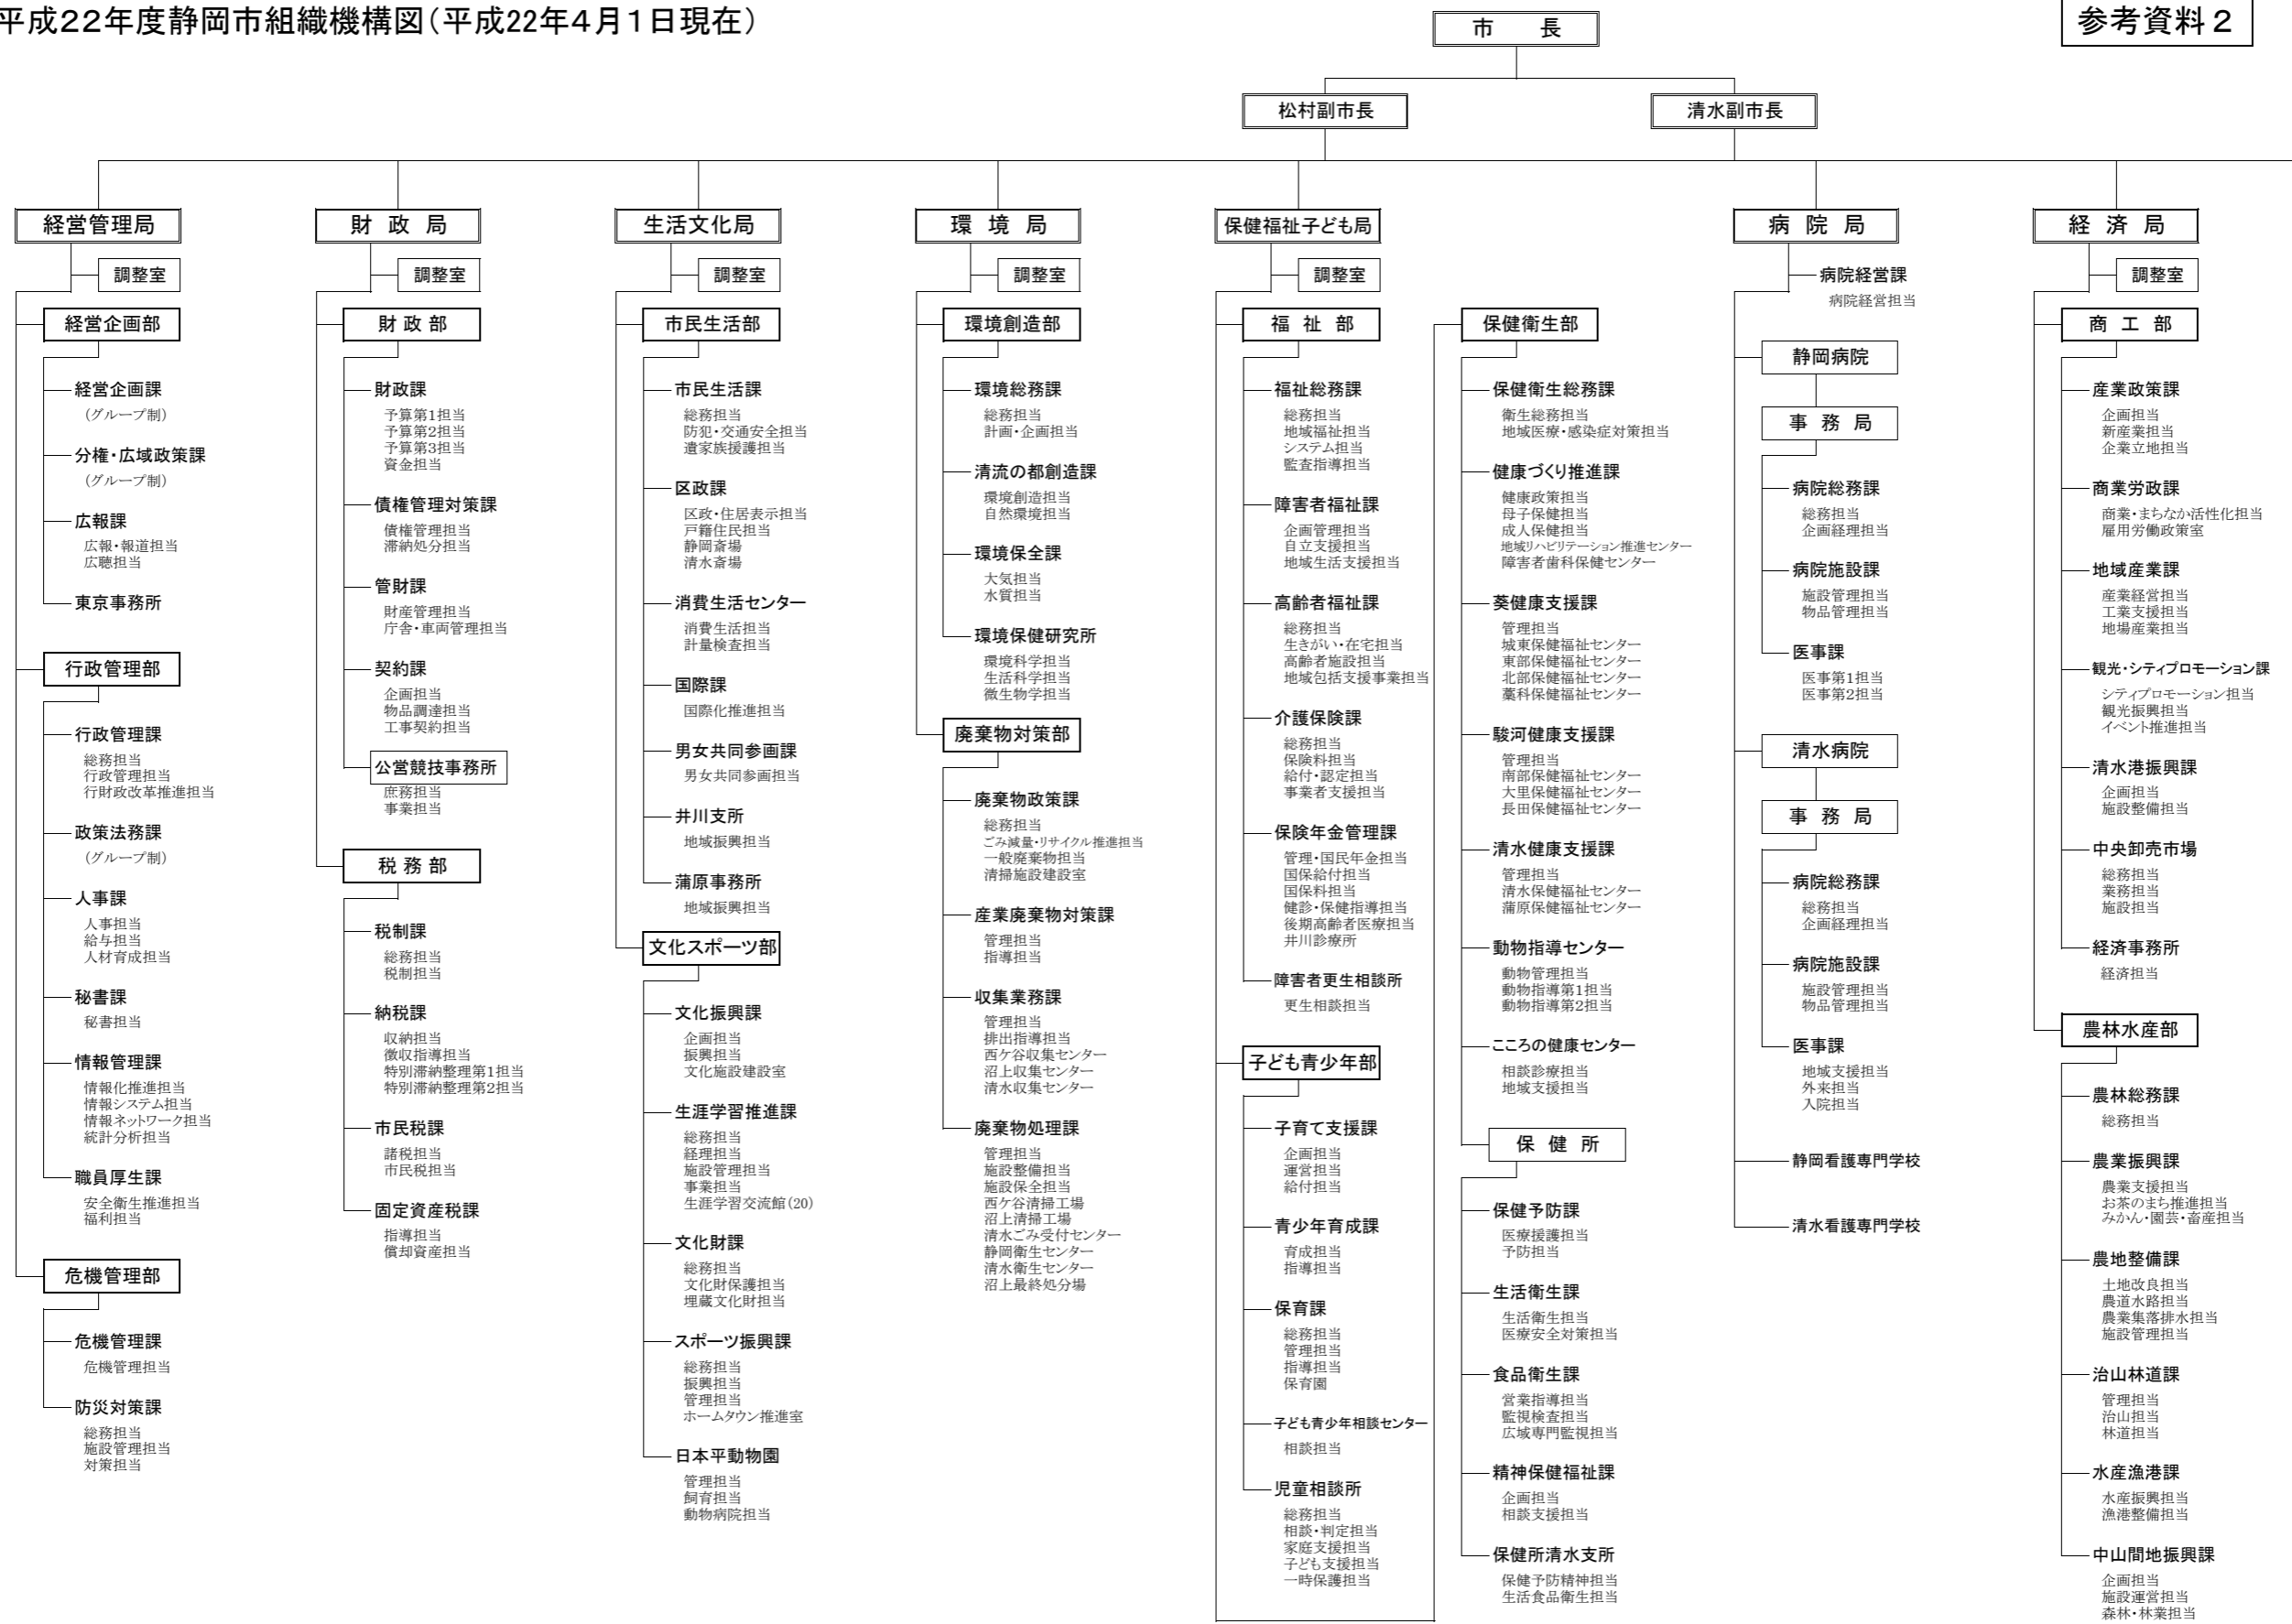 平成22年度静岡市組織機構図（平成22年4月1日現在）
参考資料２
市　長
松村副市長
清水副市長
経営管理局
調整室
経営企画部
経営企画課
（グループ制）
分権・広域政策課
（グループ制）
広報課
広報・報道担当
広聴担当
東京事務所
行政管理部
行政管理課
総務担当
行政管理担当
行財政改革推進担当
政策法務課
（グループ制）
人事課
人事担当
給与担当
人材育成担当
秘書課
秘書担当
情報管理課
情報化推進担当
情報システム担当
情報ネットワーク担当
統計分析担当
職員厚生課
安全衛生推進担当
福利担当
危機管理部
危機管理課
危機管理担当
防災対策課
総務担当
施設管理担当
対策担当
財 政 局
調整室
財 政 部
財政課
予算第1担当
予算第2担当
予算第3担当
資金担当
債権管理対策課
債権管理担当
滞納処分担当
管財課
財産管理担当
庁舎・車両管理担当
契約課
企画担当
物品調達担当
工事契約担当
公営競技事務所
庶務担当
事業担当
税 務 部
税制課
総務担当
税制担当
納税課
収納担当
徴収指導担当
特別滞納整理第1担当
特別滞納整理第2担当
市民税課
諸税担当
市民税担当
固定資産税課
指導担当
償却資産担当
生活文化局
調整室
市民生活部
市民生活課
総務担当
防犯・交通安全担当
遺家族援護担当
区政課
区政・住居表示担当
戸籍住民担当
静岡斎場
清水斎場
消費生活センター
消費生活担当
計量検査担当
国際課
国際化推進担当
男女共同参画課
男女共同参画担当
井川支所
地域振興担当
蒲原事務所
地域振興担当
文化スポーツ部
文化振興課
企画担当
振興担当
文化施設建設室
生涯学習推進課
総務担当
経理担当
施設管理担当
事業担当
生涯学習交流館(20)
文化財課
総務担当
文化財保護担当
埋蔵文化財担当
スポーツ振興課
総務担当
振興担当
管理担当
ホームタウン推進室
日本平動物園
管理担当
飼育担当
動物病院担当
環 境 局
調整室
環境創造部
環境総務課
総務担当
計画・企画担当
清流の都創造課
環境創造担当
自然環境担当
環境保全課
大気担当
水質担当
環境保健研究所
環境科学担当
生活科学担当
微生物学担当
廃棄物対策部
廃棄物政策課
総務担当
ごみ減量・リサイクル推進担当
一般廃棄物担当
清掃施設建設室
産業廃棄物対策課
管理担当
指導担当
収集業務課
管理担当
排出指導担当
西ケ谷収集センター
沼上収集センター
清水収集センター
廃棄物処理課
管理担当
施設整備担当
施設保全担当
西ケ谷清掃工場
沼上清掃工場
清水ごみ受付センター
静岡衛生センター
清水衛生センター
沼上最終処分場
保健福祉子ども局
調整室
福 祉 部
福祉総務課
総務担当
地域福祉担当
システム担当
監査指導担当
障害者福祉課
企画管理担当
自立支援担当
地域生活支援担当
高齢者福祉課
総務担当
生きがい・在宅担当
高齢者施設担当
地域包括支援事業担当
介護保険課
総務担当
保険料担当
給付・認定担当
事業者支援担当
保険年金管理課
管理・国民年金担当
国保給付担当
国保料担当
健診・保健指導担当
後期高齢者医療担当
井川診療所
障害者更生相談所
更生相談担当
子ども青少年部
子育て支援課
企画担当
運営担当
給付担当
青少年育成課
育成担当
指導担当
保育課
総務担当
管理担当
指導担当
保育園
子ども青少年相談センター
相談担当
児童相談所
総務担当
相談・判定担当
家庭支援担当
子ども支援担当
一時保護担当
保健衛生部
保健衛生総務課
衛生総務担当
地域医療・感染症対策担当
健康づくり推進課
健康政策担当
母子保健担当
成人保健担当
地域リハビリテーション推進センター
障害者歯科保健センター
葵健康支援課
管理担当
城東保健福祉センター
東部保健福祉センター
北部保健福祉センター
藁科保健福祉センター
駿河健康支援課
管理担当
南部保健福祉センター
大里保健福祉センター
長田保健福祉センター
清水健康支援課
管理担当
清水保健福祉センター
蒲原保健福祉センター
動物指導センター
動物管理担当
動物指導第1担当
動物指導第2担当
こころの健康センター
相談診療担当
地域支援担当
保 健 所
保健予防課
医療援護担当
予防担当
生活衛生課
生活衛生担当
医療安全対策担当
食品衛生課
営業指導担当
監視検査担当
広域専門監視担当
精神保健福祉課
企画担当
相談支援担当
保健所清水支所
保健予防精神担当
生活食品衛生担当
病 院 局
病院経営課
病院経営担当
静岡病院
事 務 局
病院総務課
総務担当
企画経理担当
病院施設課
施設管理担当
物品管理担当
医事課
医事第1担当
医事第2担当
清水病院
事 務 局
病院総務課
総務担当
企画経理担当
病院施設課
施設管理担当
物品管理担当
医事課
地域支援担当
外来担当
入院担当
静岡看護専門学校
清水看護専門学校
経 済 局
調整室
商 工 部
産業政策課
企画担当
新産業担当
企業立地担当
商業労政課
商業・まちなか活性化担当
雇用労働政策室
地域産業課
産業経営担当
工業支援担当
地場産業担当
観光・シティプロモーション課
シティプロモーション担当
観光振興担当
イベント推進担当
清水港振興課
企画担当
施設整備担当
中央卸売市場
総務担当
業務担当
施設担当
経済事務所
経済担当
農林水産部
農林総務課
総務担当
農業振興課
農業支援担当
お茶のまち推進担当
みかん・園芸・畜産担当
農地整備課
土地改良担当
農道水路担当
農業集落排水担当
施設管理担当
治山林道課
管理担当
治山担当
林道担当
水産漁港課
水産振興担当
漁港整備担当
中山間地振興課
企画担当
施設運営担当
森林・林業担当